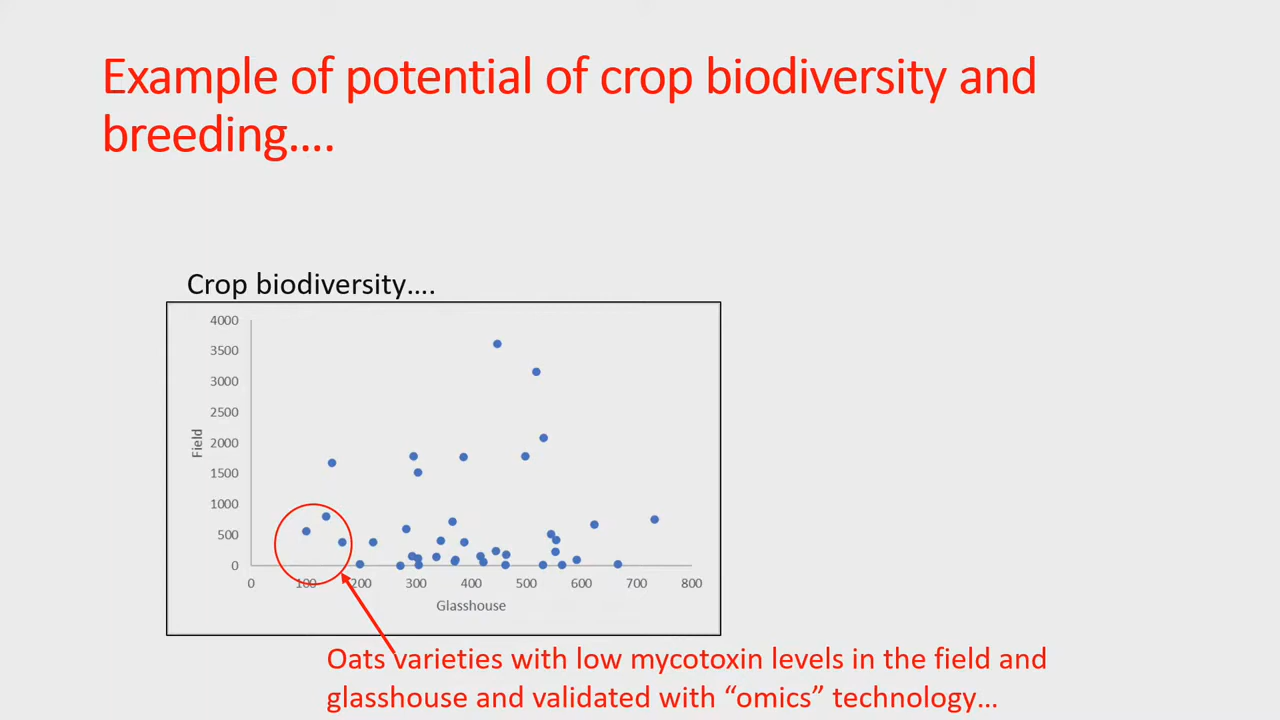 Example of potential of crop biodiversity and
breeding….
Crop biodiversity….
4000
3500
3000
2500
2000
1500
1000
500
0
Field
0 100 200 300 400 500 600 700 800
Glasshouse
Oats varieties with low mycotoxin levels in the field and
glasshouse and validated with “omics” technology…